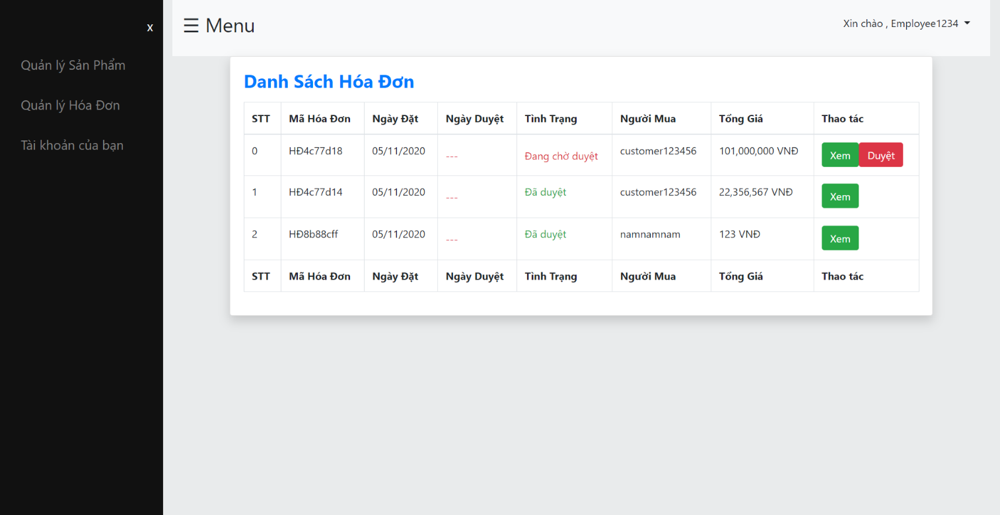 x
☰ Menu
Xin chào , Employee1234
Quản lý Sản Phẩm
Quản lý Hóa Đơn
Tài khoản của bạn
Danh Sách Hóa Đơn
STT Mã Hóa Đơn Ngày Đặt Ngày Duyệt Tình Trạng Người Mua Tổng Giá Thao tác
0 HĐ4c77d18 05/11/2020 --- Đang chờ duyệt customer123456 101,000,000 VNĐ Xem Duyệt
1 HĐ4c77d14 05/11/2020 --- Đã duyệt customer123456 22,356,567 VNĐ Xem
2 HĐ8b88cff 05/11/2020 --- Đã duyệt namnamnam 123 VNĐ Xem
STT Mã Hóa Đơn Ngày Đặt Ngày Duyệt Tình Trạng Người Mua Tổng Giá Thao tác